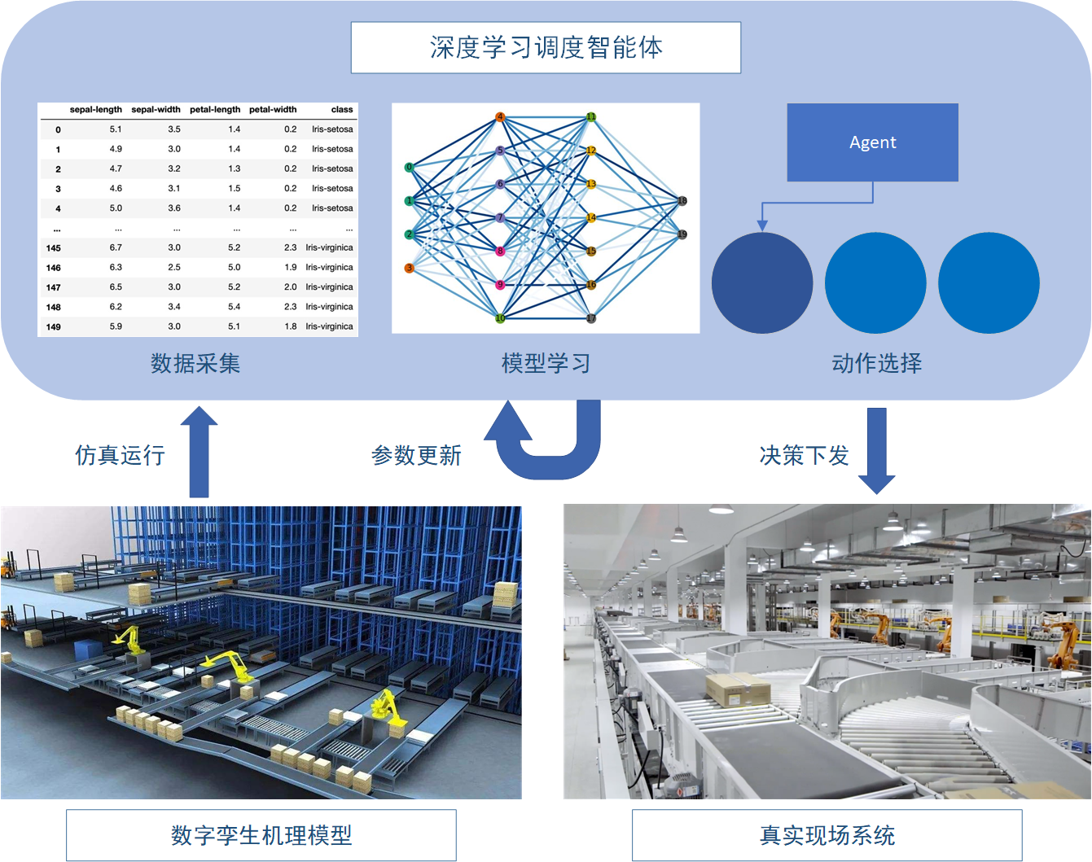 深度学习调度智能体
sepal-length sepal-width petal-length petal-width class
0 5.1 3.5 1.4 0.2 Iris-setosa
1 4.9 3.0 1.4 0.2 Iris-setosa
2 4.7 3.2 1.3 0.2 Iris-setosa
3 4.6 3.1 1.5 0.2 Iris-setosa
4 5.0 3.6 1.4 0.2 Iris-setosa
... ... ... ... ... ...
145 6.7 3.0 5.2 2.3 Iris-virginica
146 6.3 2.5 5.0 1.9 Iris-virginica
147 6.5 3.0 5.2 2.0 Iris-virginica
148 6.2 3.4 5.4 2.3 Iris-virginica
149 5.9 3.0 5.1 1.8 Iris-virginica
0
1
2
3
4
5
6
7
8
9
10
11
12
13
14
15
16
17
18
19
Agent
数据采集
模型学习
动作选择
仿真运行
参数更新
决策下发
数字孪生机理模型
真实现场系统